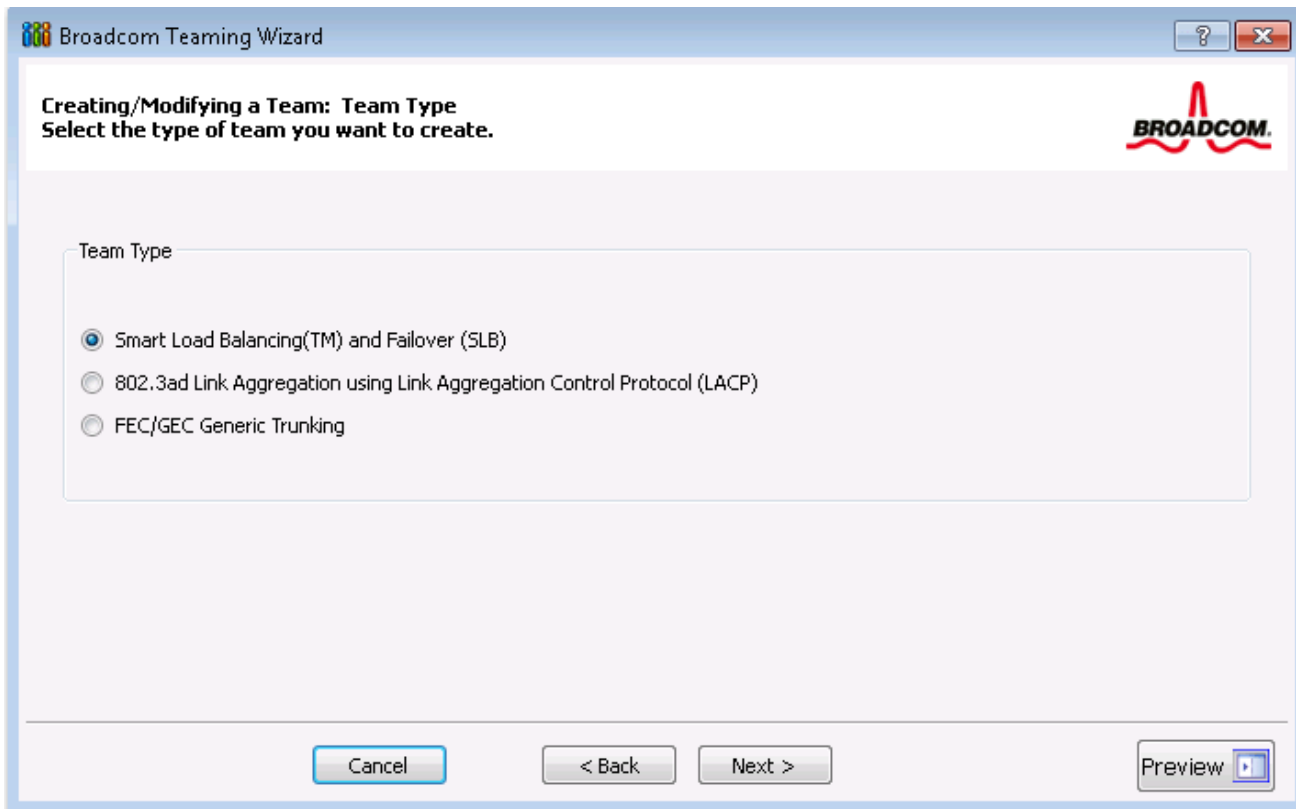 Broadcom Teaming Wizard
?
X
Creating/Modifying a Team: Team Type
Select the type of team you want to create.
BROADCOM.
Team Type
Smart Load Balancing(TM) and Failover (SLB)
802.3ad Link Aggregation using Link Aggregation Control Protocol (LACP)
FEC/GEC Generic Trunking
Cancel
< Back
Next >
Preview